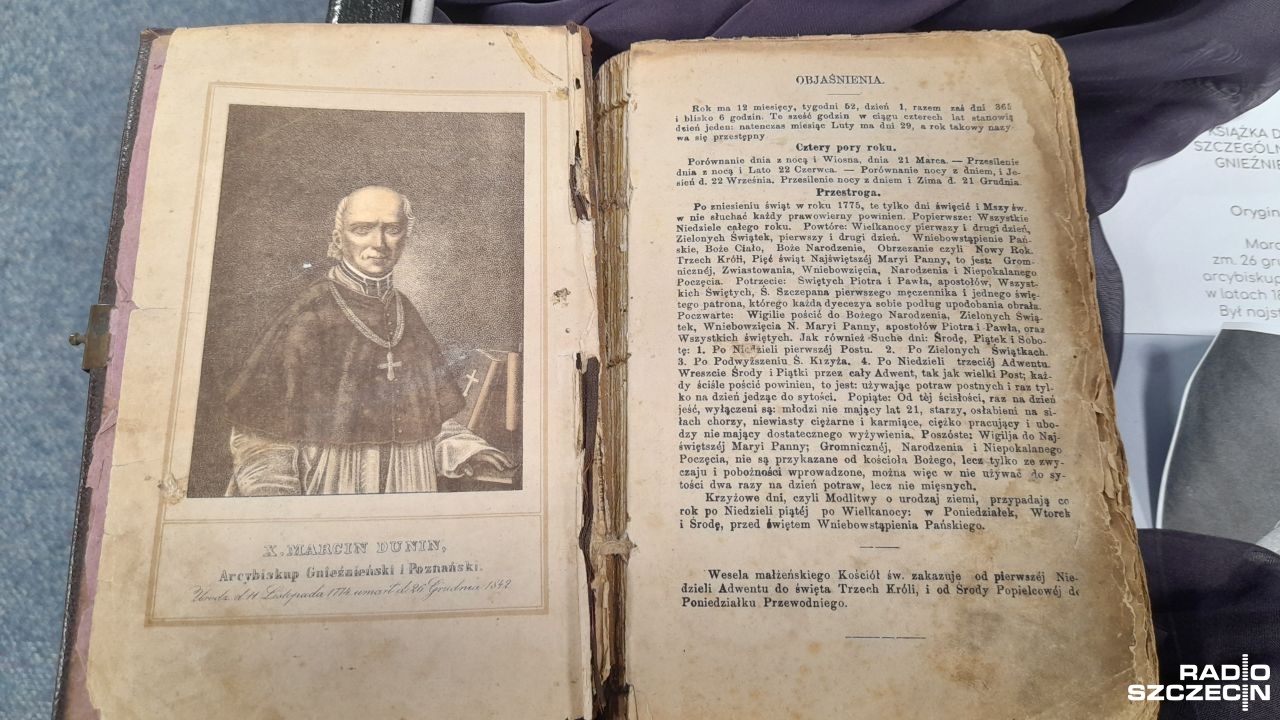 X. MARCIN DUNIN,
Arcybiskup Gnieźnieński i Poznański.
Urodz. d. 11 Listopada 1774 umarł d. 26 Grudnia 1842
OBJAŚNIENIA.
Rok ma 12 miesięcy, tygodni 52, dzień 1, razem zaś dni 365
i blisko 6 godzin. Te sześć godzin w ciągu czterech lat stanowią
dzień jeden: natenczas miesiąc Luty ma dni 29, a rok takowy nazy-
wa się przestępny
Cztery pory roku.
Porównanie dnia z nocą i Wiosna, dnia 21 Marca. — Przesilenie
dnia z nocą i Lato 22 Czerwca. — Porównanie nocy z dniem, i Je-
sień d. 22 Września. Przesilenie nocy z dniem i Zima d. 21 Grudnia.
Przestroga.
Po zniesieniu świąt w roku 1775, te tylko dni święcić i Mszy św.
w nie słuchać każdy prawowierny powinien. Popierwsze: Wszystkie
Niedziele całego roku. Powtóre: Wielkanocy pierwszy i drugi dzień,
Zielonych Świątek, pierwszy i drugi dzień. Wniebowstąpienie Pań-
skie, Boże Ciało, Boże Narodzenie, Obrzezanie czyli Nowy Rok.
Trzech Króli, Pięć świąt Najświętszéj Maryi Panny, to jest: Grom-
nicznéj, Zwiastowania, Wniebowzięcia, Narodzenia i Niepokalanego
Poczęcia. Potrzecie: Świętych Piotra i Pawła, apostołów, Wszyst-
kich Świętych, Ś. Szczepana pierwszego męczennika i jednego świę-
tego patrona, którego każda dyecezya sobie podług upodobania obrała.
Poczwarte: Wigilie pościć do Bożego Narodzenia, Zielonych Świą-
tek, Wniebowzięcia N. Maryi Panny, apostołów Piotra i Pawła, oraz
Wszystkich świętych. Jak również Suche dni: Środę, Piątek i Sobo-
tę: 1. Po Niedzieli pierwszéj Postu. 2. Po Zielonych Świątkach.
3. Po Podwyższeniu Ś. Krzyża. 4. Po Niedzieli trzeciéj Adwentu.
Wreszcie Środy i Piątki przez cały Adwent, tak jak wielki Post; każ-
dy ściśle pościć powinien, to jest: używając potraw postnych i raz tyl-
ko na dzień jedząc do sytości. Popiąte: Od téj ścisłości, raz na dzień
jeść, wyłączeni są: młodzi nie mający lat 21, starzy, osłabieni na si-
łach chorzy, niewiasty ciężarne i karmiące, ciężko pracujący i ubo-
dzy nie mający dostatecznego wyżywienia. Poszóste: Wigilja do Naj-
świętszéj Maryi Panny; Gromnicznéj, Narodzenia i Niepokalanego
Poczęcia, nie są przykazane od kościoła Bożego, lecz tylko ze zwy-
czaju i pobożności wprowadzone, można więc w nie używać do sy-
tości dwa razy na dzień potraw, lecz nie mięsnych.
Krzyżowe dni, czyli Modlitwy o urodzaj ziemi, przypadają co
rok po Niedzieli piątéj po Wielkanocy: w Poniedziałek, Wtorek
i Środę, przed świętem Wniebowstąpienia Pańskiego.
Wesela małżeńskiego Kościół św. zakazuje od pierwszéj Nie-
dzieli Adwentu do święta Trzech Króli, i od Środy Popielcowéj do
Poniedziałku Przewodniego.
KSIĄŻKA D
SZCZEGÓLN
GNIEŹNIE
Orygin
Marc
zm. 26 gru
arcybiskup
w latach 18
Był najst
RADIO
SZCZECIN